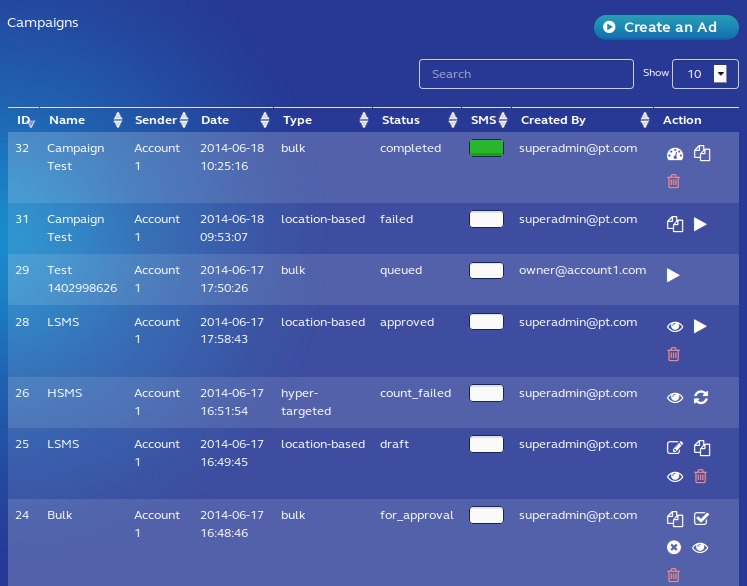 Campaigns
Create an Ad
Search
Show 10
ID Name Sender Date Type Status SMS Created By Action
32 Campaign Account 2014-06-18 bulk completed superadmin@pt.com
Test 1 10:25:16
31 Campaign Account 2014-06-18 location-based failed superadmin@pt.com
Test 1 09:53:07
29 Test Account 2014-06-17 bulk queued owner@account1.com
1402998626 1 17:50:26
28 LSMS Account 2014-06-17 location-based approved superadmin@pt.com
1 17:58:43
26 HSMS Account 2014-06-17 hyper- count_failed superadmin@pt.com
1 16:51:54 targeted
25 LSMS Account 2014-06-17 location-based draft superadmin@pt.com
1 16:49:45
24 Bulk Account 2014-06-17 bulk for_approval superadmin@pt.com
1 16:48:46